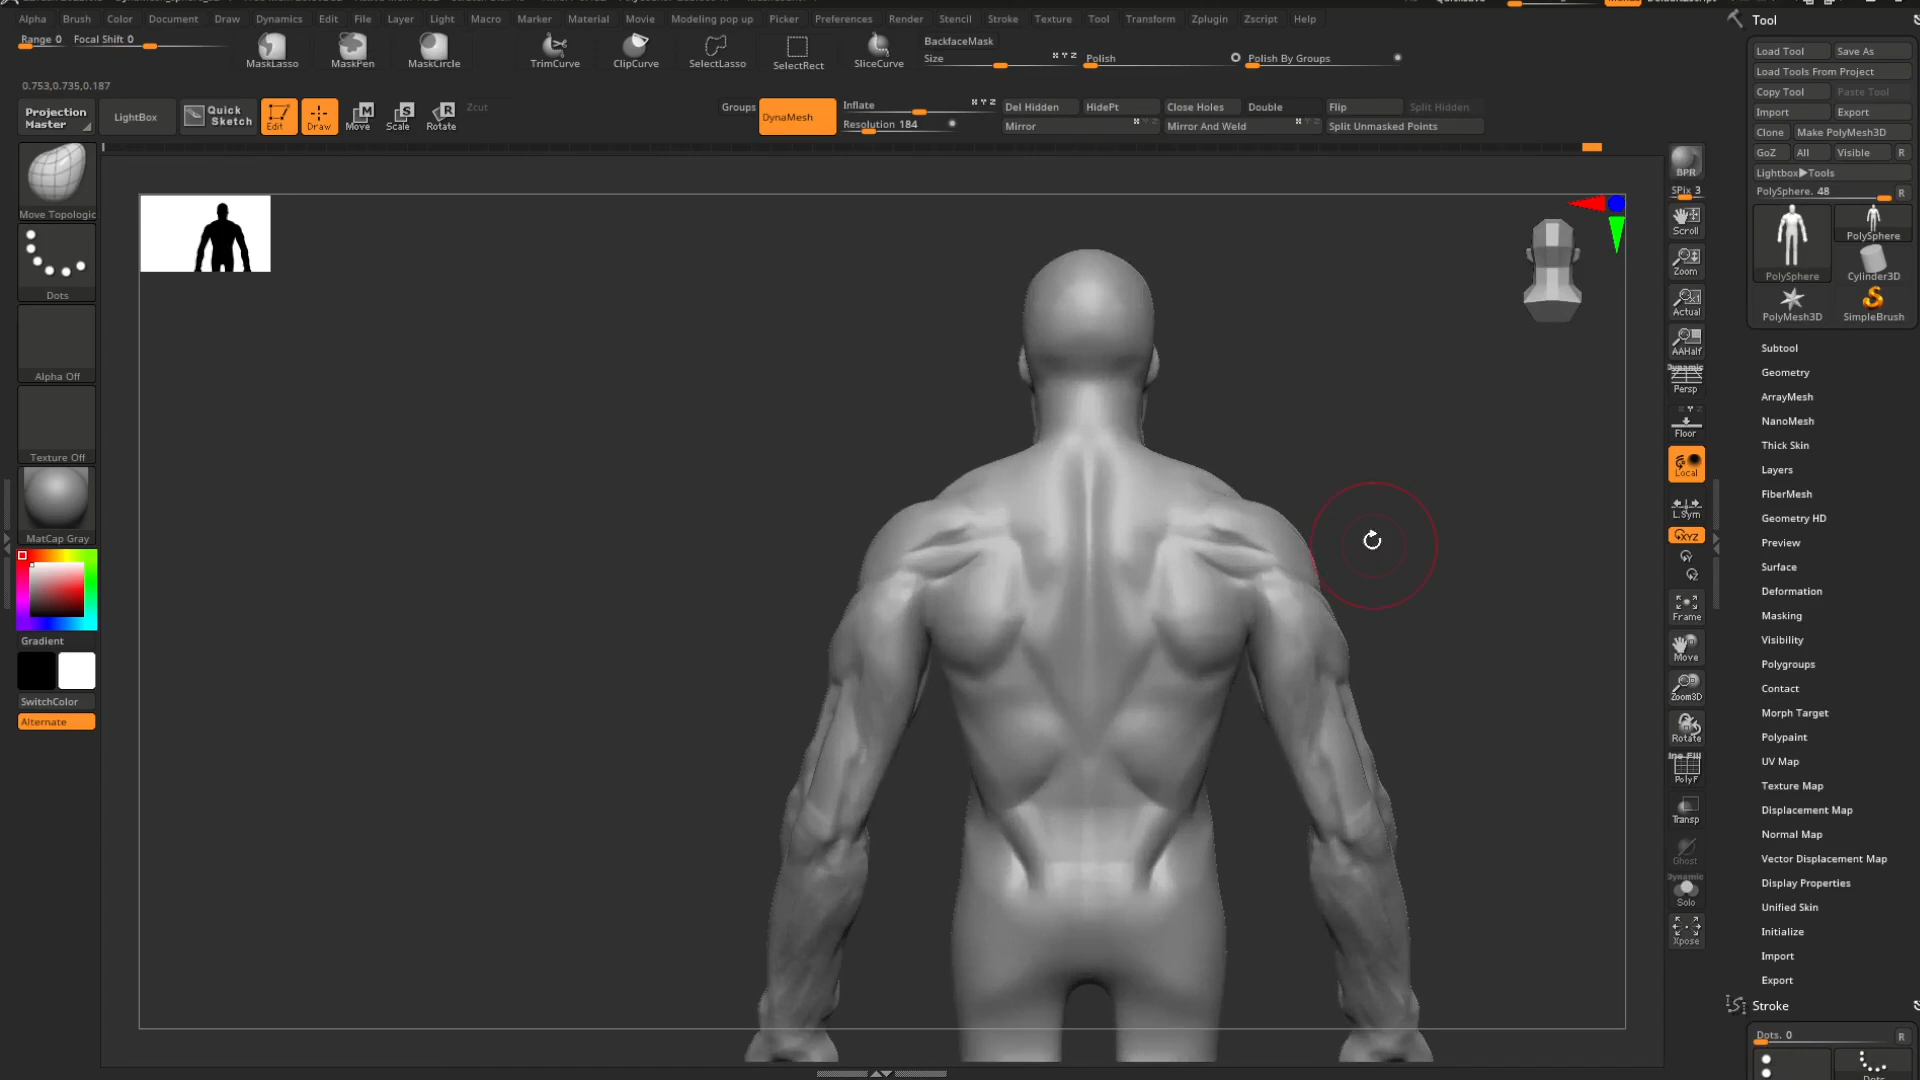 Alpha Brush Color Document Draw Dynamics Edit File Layer Light Macro Marker Material Movie Modeling pop up Picker Preferences Render Stencil Stroke Texture Tool Transform Zplugin Zscript Help
Range 0 Focal Shift 0
MaskLasso MaskPen MaskCircle TrimCurve ClipCurve SelectLasso SelectRect SliceCurve
BackfaceMask
Size X Y Z Polish Polish By Groups
0.753,0.735,0.187
Projection Master
LightBox
Quick Sketch
Edit Draw Move Scale Rotate
Zcut
Groups DynaMesh Inflate X Y Z
Resolution 184
Del Hidden HidePt Close Holes Double Flip Split Hidden
Mirror Mirror And Weld Split Unmasked Points
Move Topologic
Dots
Alpha Off
Texture Off
MatCap Gray
Gradient
SwitchColor
Alternate
BPR
SPix 3
Scroll
Zoom
Actual
AAHalf
Dynamic
Persp
Floor
Local
L.Sym
XYZ
Frame
Move
Zoom3D
Rotate
Line Fill
PolyF
Transp
Ghost
Dynamic
Solo
Xpose
Tool
Load Tool Save As
Load Tools From Project
Copy Tool Paste Tool
Import Export
Clone Make PolyMesh3D
GoZ All Visible R
Lightbox▶Tools
PolySphere. 48 R
PolySphere
PolySphere Cylinder3D
PolyMesh3D SimpleBrush
Subtool
Geometry
ArrayMesh
NanoMesh
Thick Skin
Layers
FiberMesh
Geometry HD
Preview
Surface
Deformation
Masking
Visibility
Polygroups
Contact
Morph Target
Polypaint
UV Map
Texture Map
Displacement Map
Normal Map
Vector Displacement Map
Display Properties
Unified Skin
Initialize
Import
Export
Stroke
Dots. 0 R